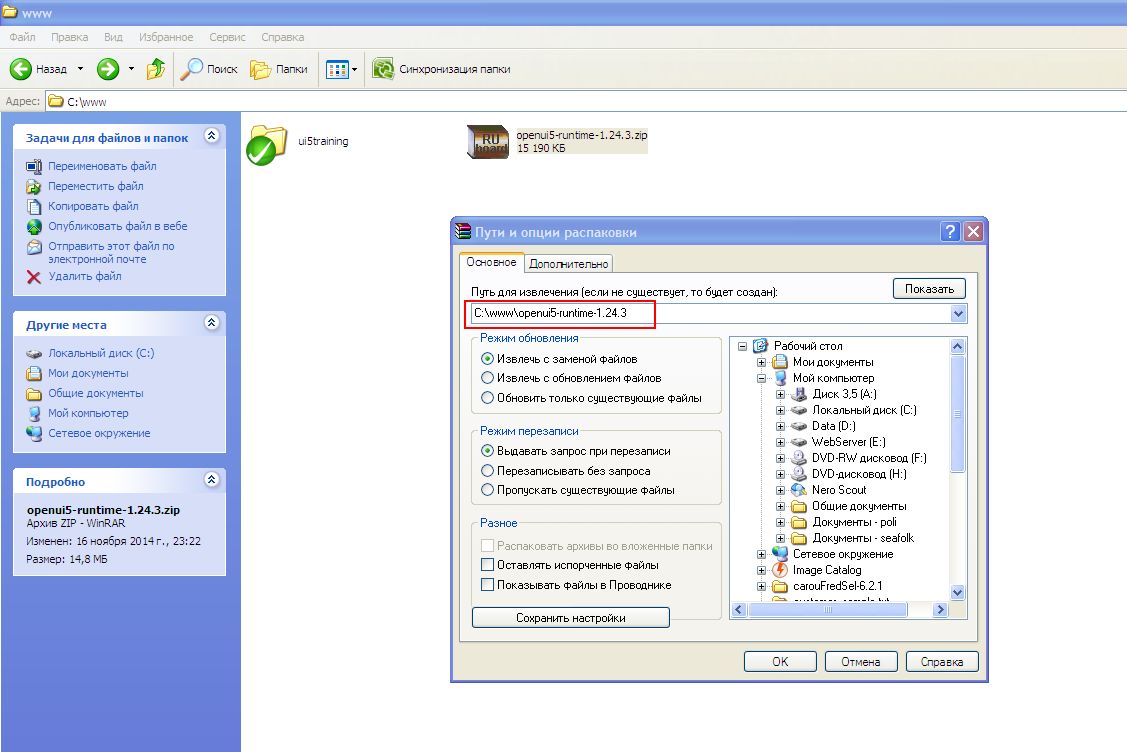 www
Файл Правка Вид Избранное Сервис Справка
Назад Поиск Папки Синхронизация папки
Адрес: C:\www
Задачи для файлов и папок
Переименовать файл
Переместить файл
Копировать файл
Опубликовать файл в вебе
Отправить этот файл по
электронной почте
Удалить файл
Другие места
Локальный диск (C:)
Мои документы
Общие документы
Мой компьютер
Сетевое окружение
Подробно
openui5-runtime-1.24.3.zip
Архив ZIP - WinRAR
Изменен: 16 ноября 2014 г., 23:22
Размер: 14,8 МБ
ui5training
RU
board
openui5-runtime-1.24.3.zip
15 190 КБ
Пути и опции распаковки
Основное Дополнительно
Путь для извлечения (если не существует, то будет создан):
Показать
C:\www\openui5-runtime-1.24.3
Режим обновления
Извлечь с заменой файлов
Извлечь с обновлением файлов
Обновить только существующие файлы
Режим перезаписи
Выдавать запрос при перезаписи
Перезаписывать без запроса
Пропускать существующие файлы
Разное
Распаковать архивы во вложенные папки
Оставлять испорченные файлы
Показывать файлы в Проводнике
Сохранить настройки
Рабочий стол
Мои документы
Мой компьютер
Диск 3,5 (A:)
Локальный диск (C:)
Data (D:)
WebServer (E:)
DVD-RW дисковод (F:)
DVD-дисковод (H:)
Nero Scout
Общие документы
Документы - poli
Документы - seafolk
Сетевое окружение
Image Catalog
carouFredSel-6.2.1
OK Отмена Справка